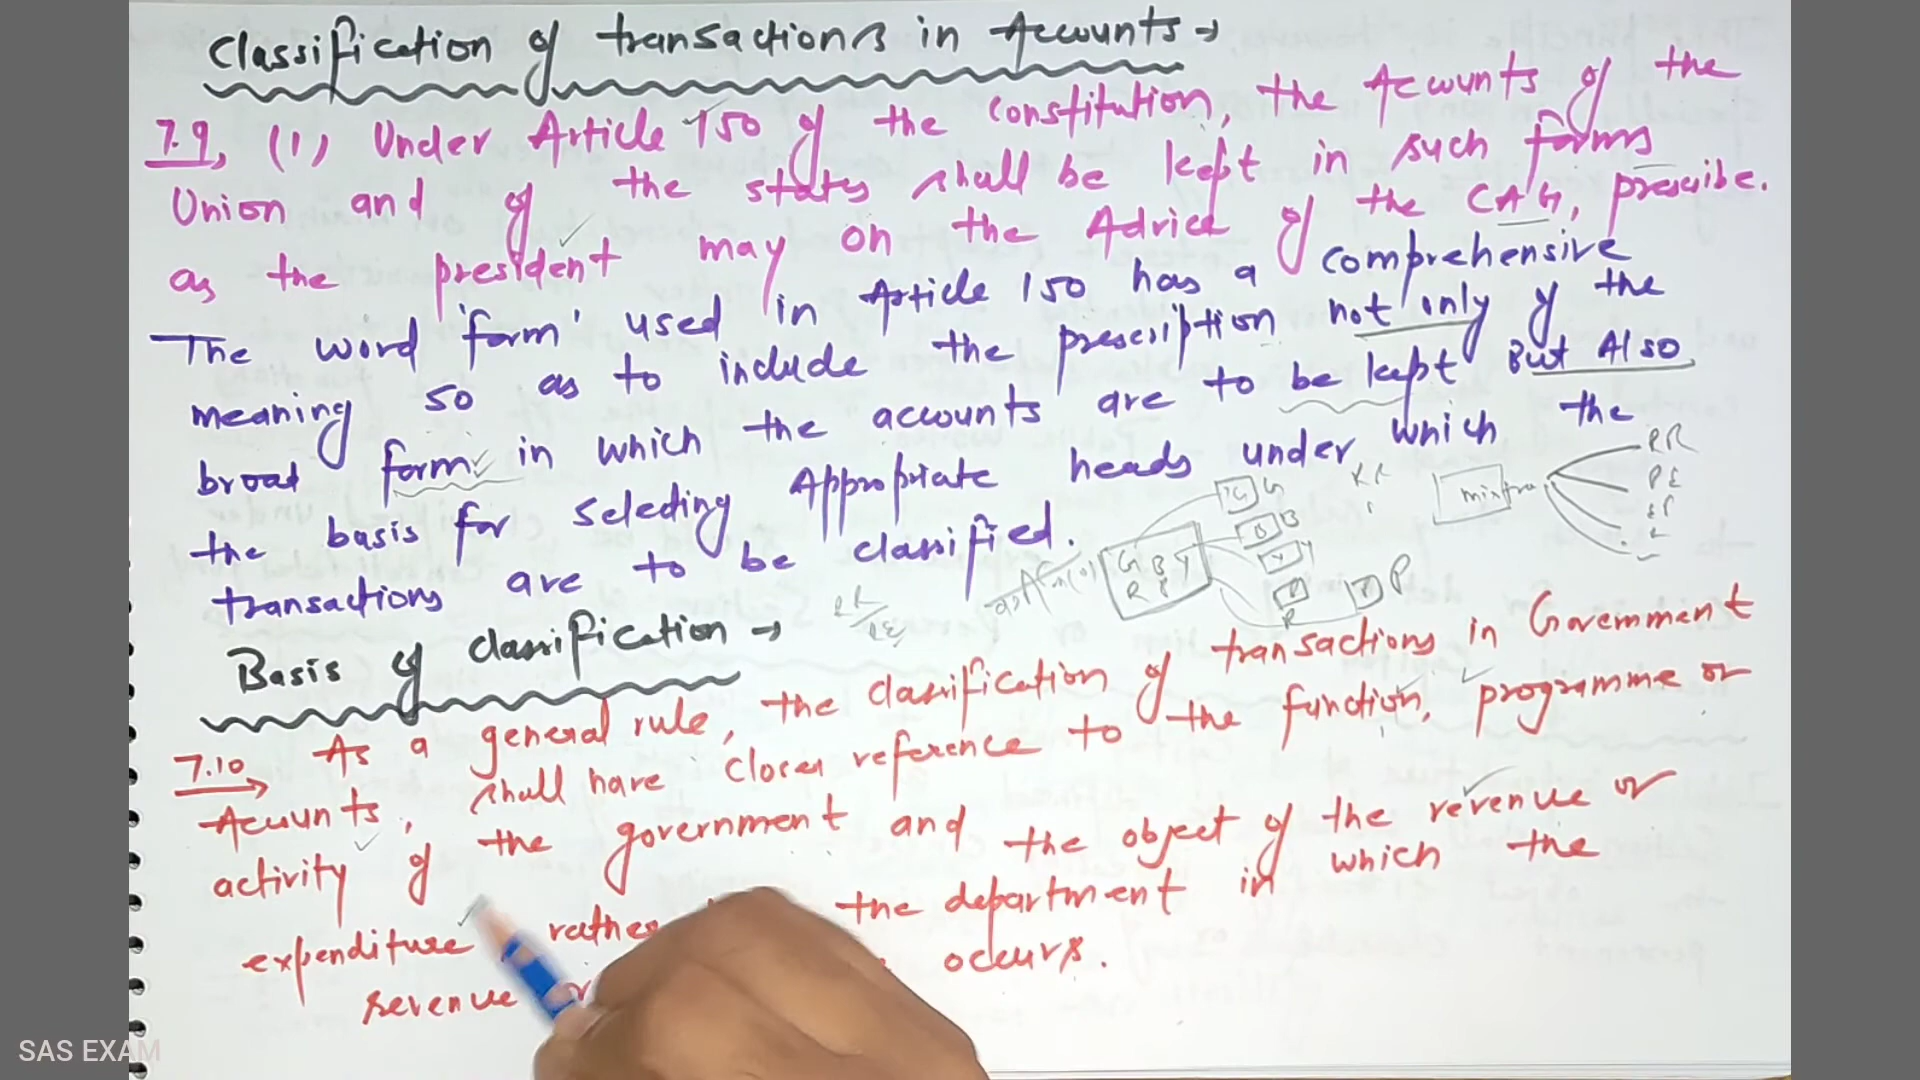 Classification of transactions in Accounts →
7.9, (1) Under Article 150 of the constitution, the Accounts of the
Union and of the states shall be kept in such forms
as the president may on the Advice of the CAG, prescribe.
The word 'form' used in Article 150 has a comprehensive
meaning so as to include the prescription not only of the
broad form in which the accounts are to be kept But Also
the basis for selecting Appropriate heads under which the
transactions are to be classified.
Basis of classification →
7.10 → As a general rule, the classification of transactions in Government
Accounts, shall have closer reference to the function, programme or
activity of the government and the object of the revenue or
expenditure, rather the department in which the
revenue or occurs.
SAS EXAM